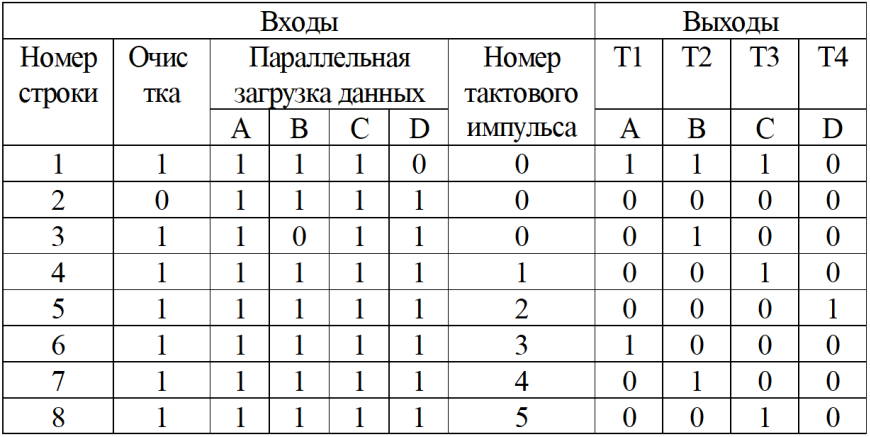 Входы Выходы
Номер строки Очис тка Параллельная загрузка данных Номер тактового импульса T1 T2 T3 T4
A B C D A B C D
1 1 1 1 1 0 0 1 1 1 0
2 0 1 1 1 1 0 0 0 0 0
3 1 1 0 1 1 0 0 1 0 0
4 1 1 1 1 1 1 0 0 1 0
5 1 1 1 1 1 2 0 0 0 1
6 1 1 1 1 1 3 1 0 0 0
7 1 1 1 1 1 4 0 1 0 0
8 1 1 1 1 1 5 0 0 1 0